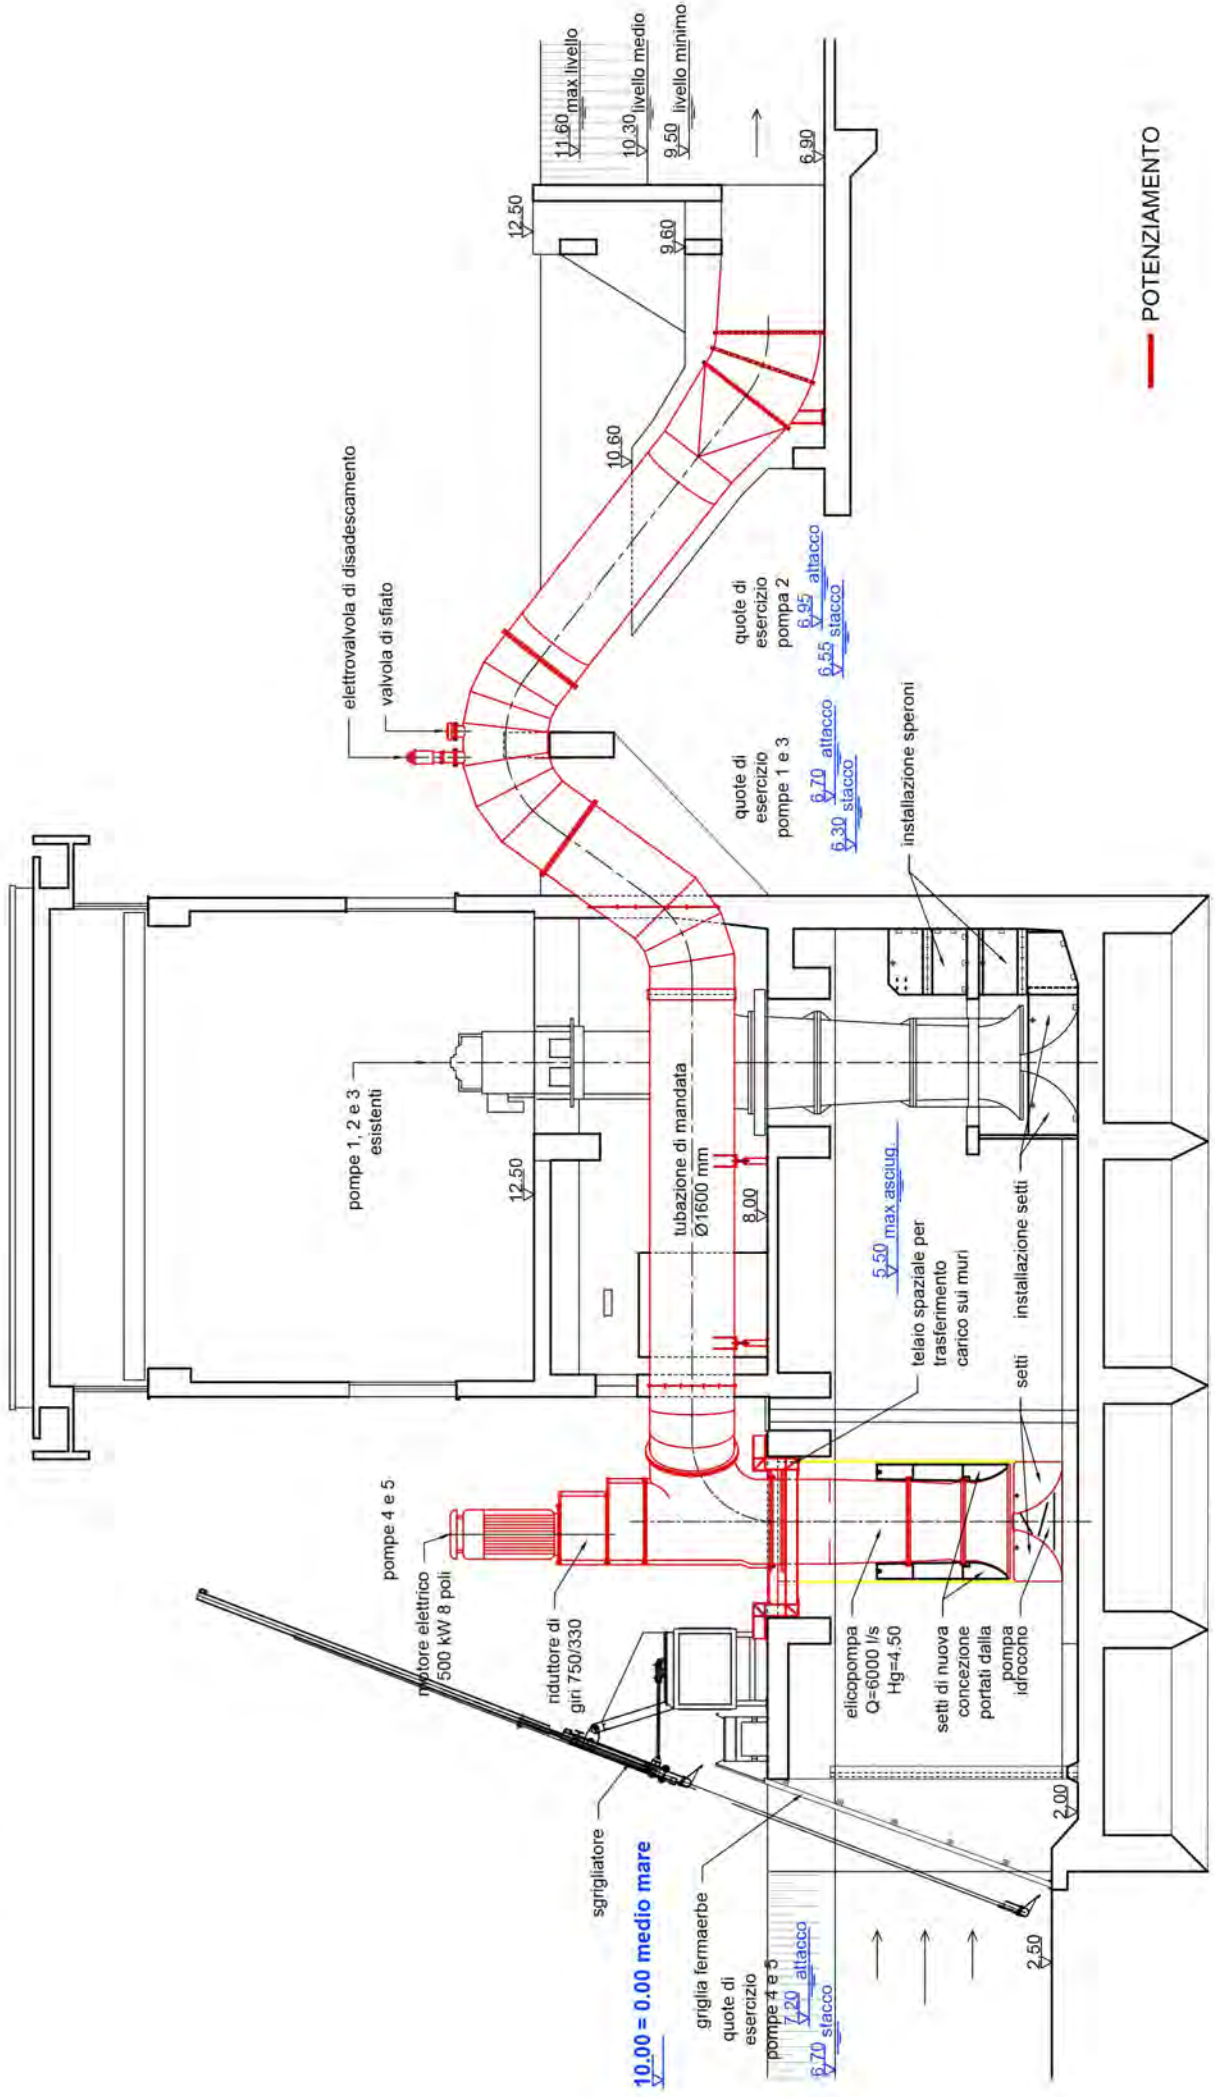 11.60 max livello
10.30 livello medio
9.50 livello minimo
6.90
12.50
9.60
10.60
elettrovalvola di disadescamento
valvola di sfiato
quote di
esercizio
pompa 2
6.95 attacco
6.55 stacco
quote di
esercizio
pompe 1 e 3
6.70 attacco
6.30 stacco
installazione speroni
pompe 1, 2 e 3
esistenti
12.50
tubazione di mandata
Ø1600 mm
8.00
5.50 max asciug.
telaio spaziale per
trasferimento
carico sui muri
installazione setti
setti
pompe 4 e 5
motore elettrico
500 kW 8 poli
riduttore di
giri 750/330
elicopompa
Q=6000 l/s
Hg=4.50
setti di nuova
concezione
portati dalla
pompa
idrocono
sgrigliatore
griglia fermaerbe
10.00 = 0.00 medio mare
quote di
esercizio
pompe 4 e 5
7.20 attacco
6.70 stacco
2.00
2.50
POTENZIAMENTO